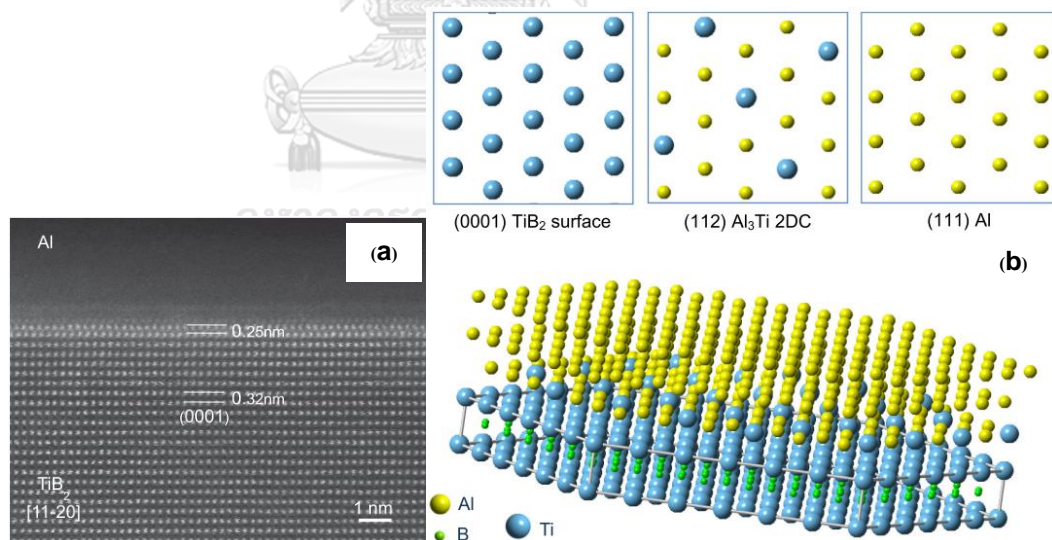 (0001) TiB₂ surface
(112) Al₃Ti 2DC
(111) Al
Al
(a)
0.25nm
0.32nm
(0001)
TiB₂
[11-20]
1 nm
(b)
Al
B
Ti